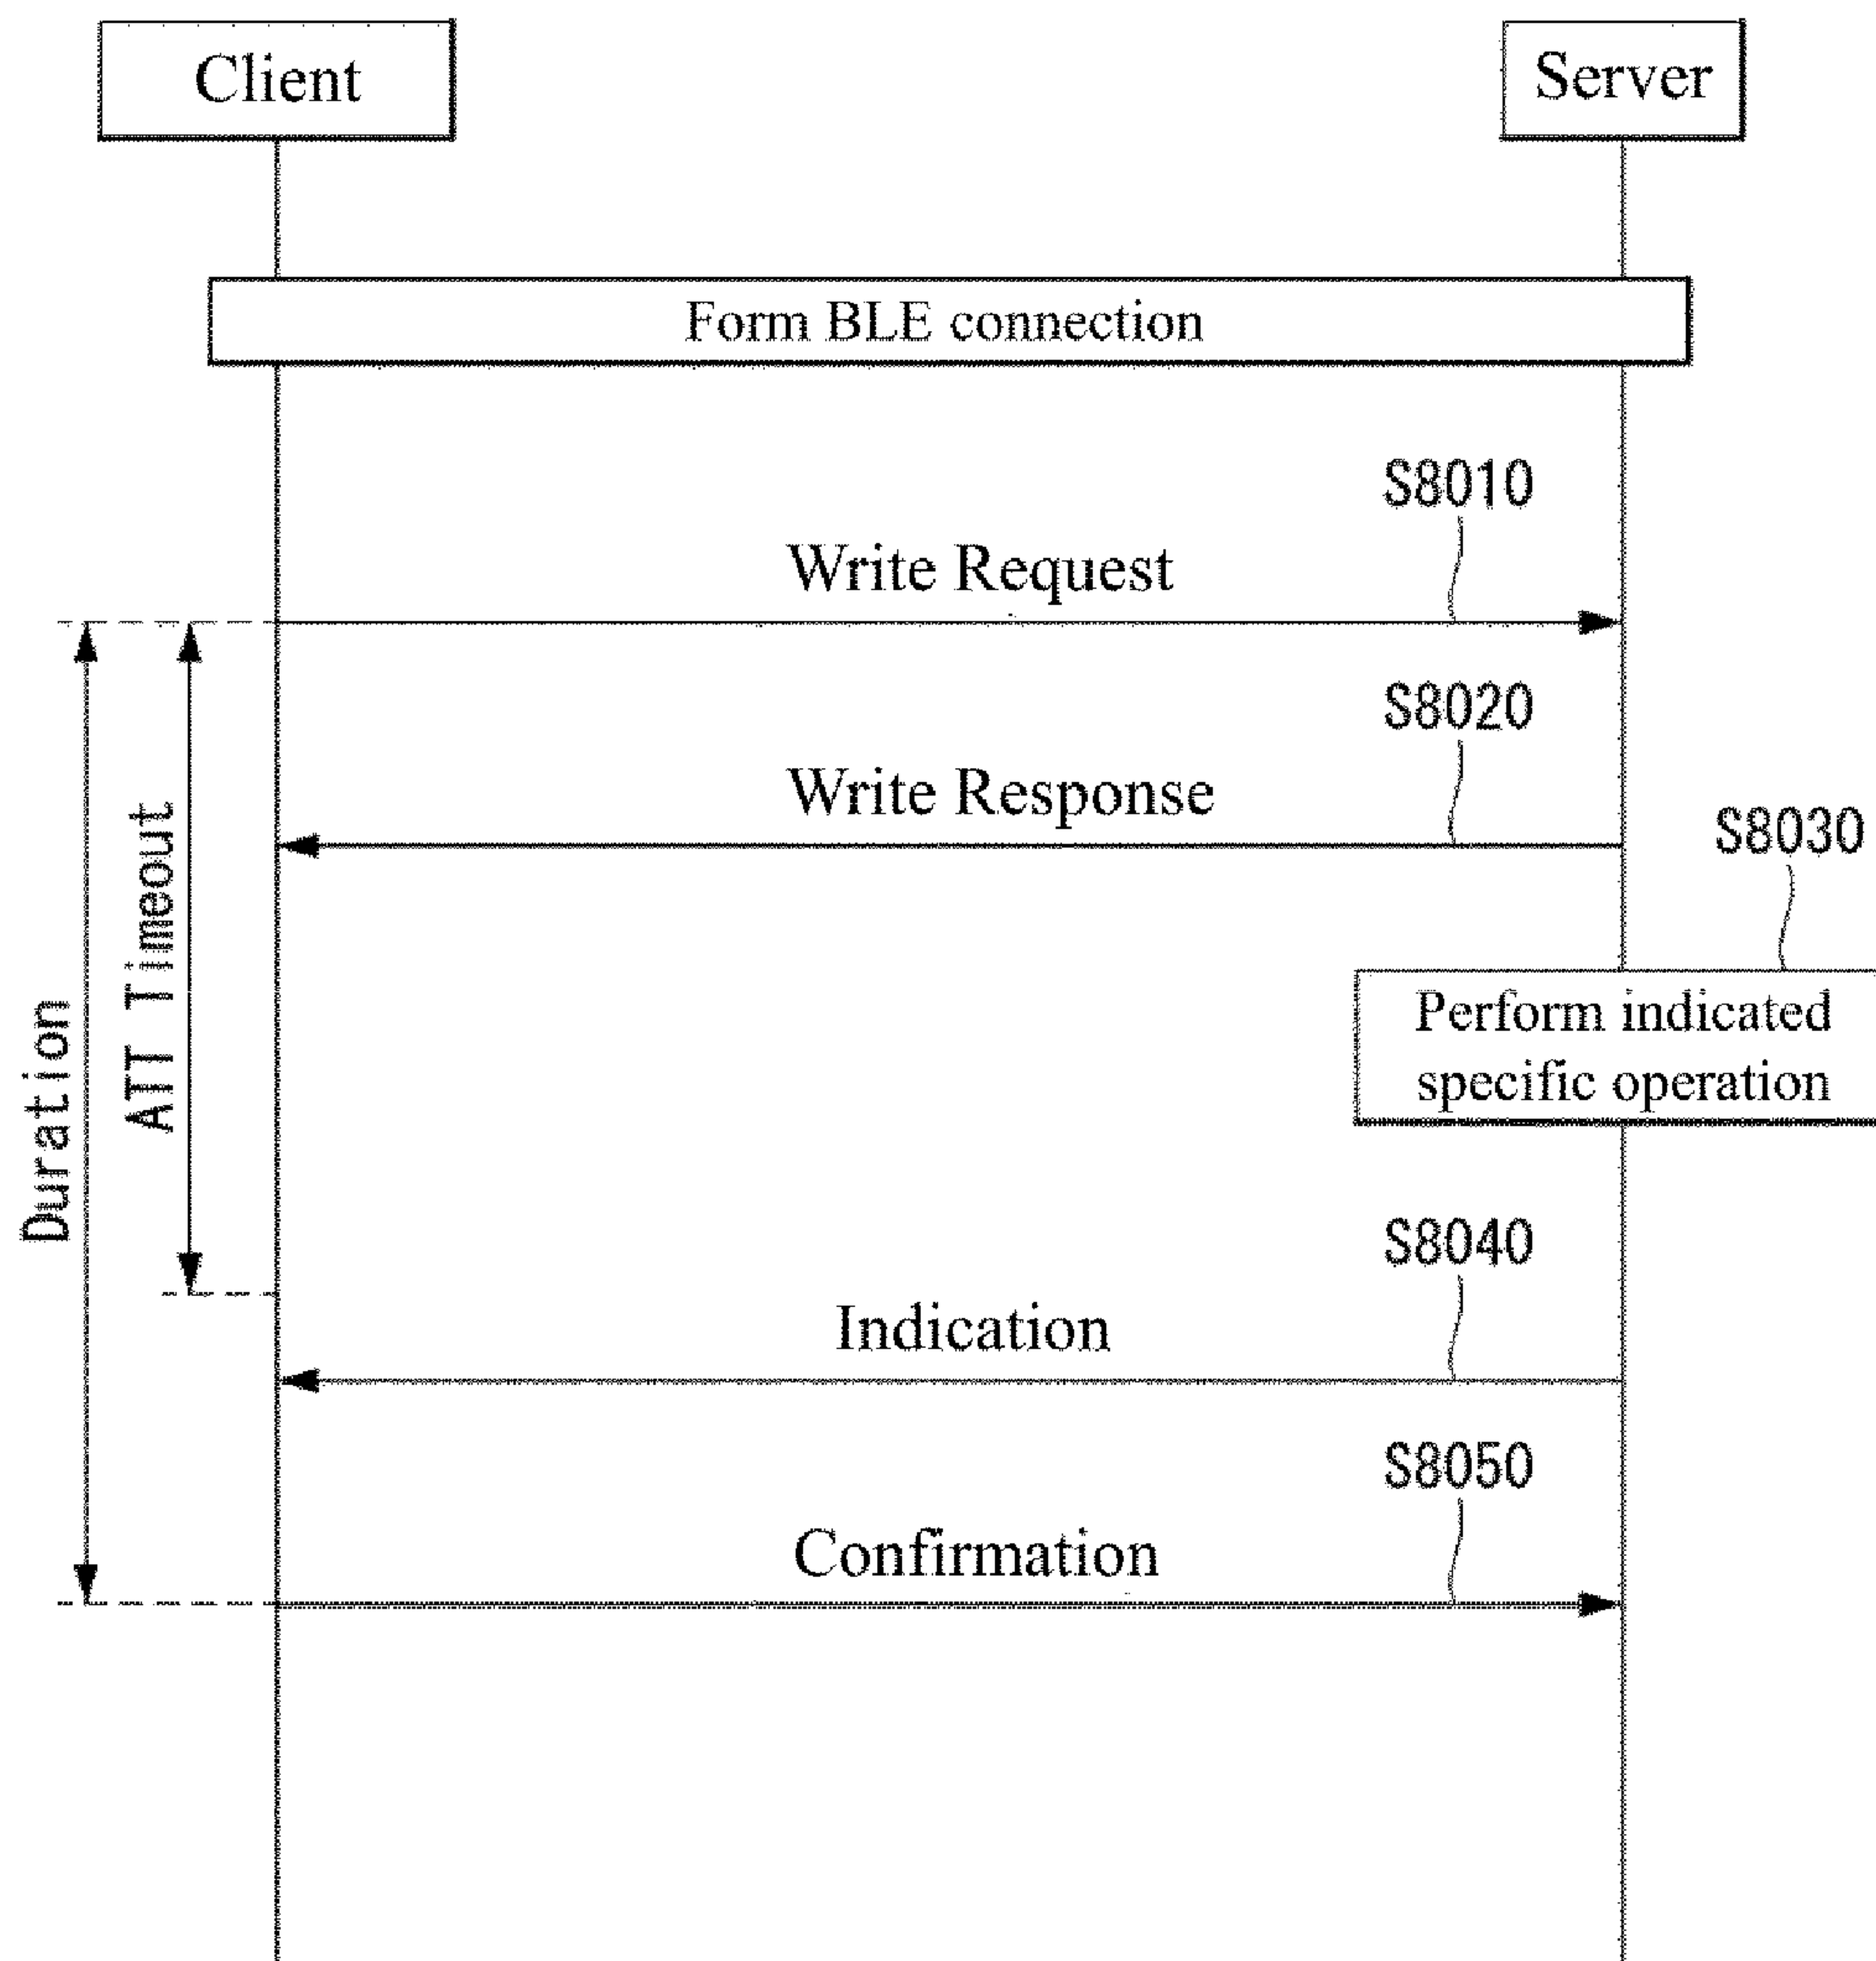 Client
Server
Form BLE connection
S8010
Write Request
S8020
Write Response
S8030
Perform indicated
specific operation
Duration
ATT Timeout
S8040
Indication
S8050
Confirmation